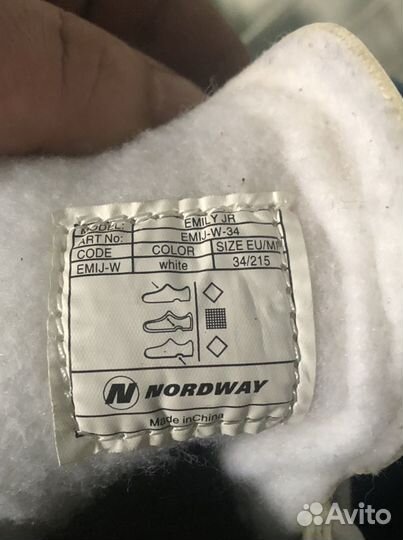 MODEL: EMILY JR
ART No: EMIJ-W-34
CODE COLOR SIZE EU/M
EMIJ-W white 34/215
NORDWAY
Made in China
Avito